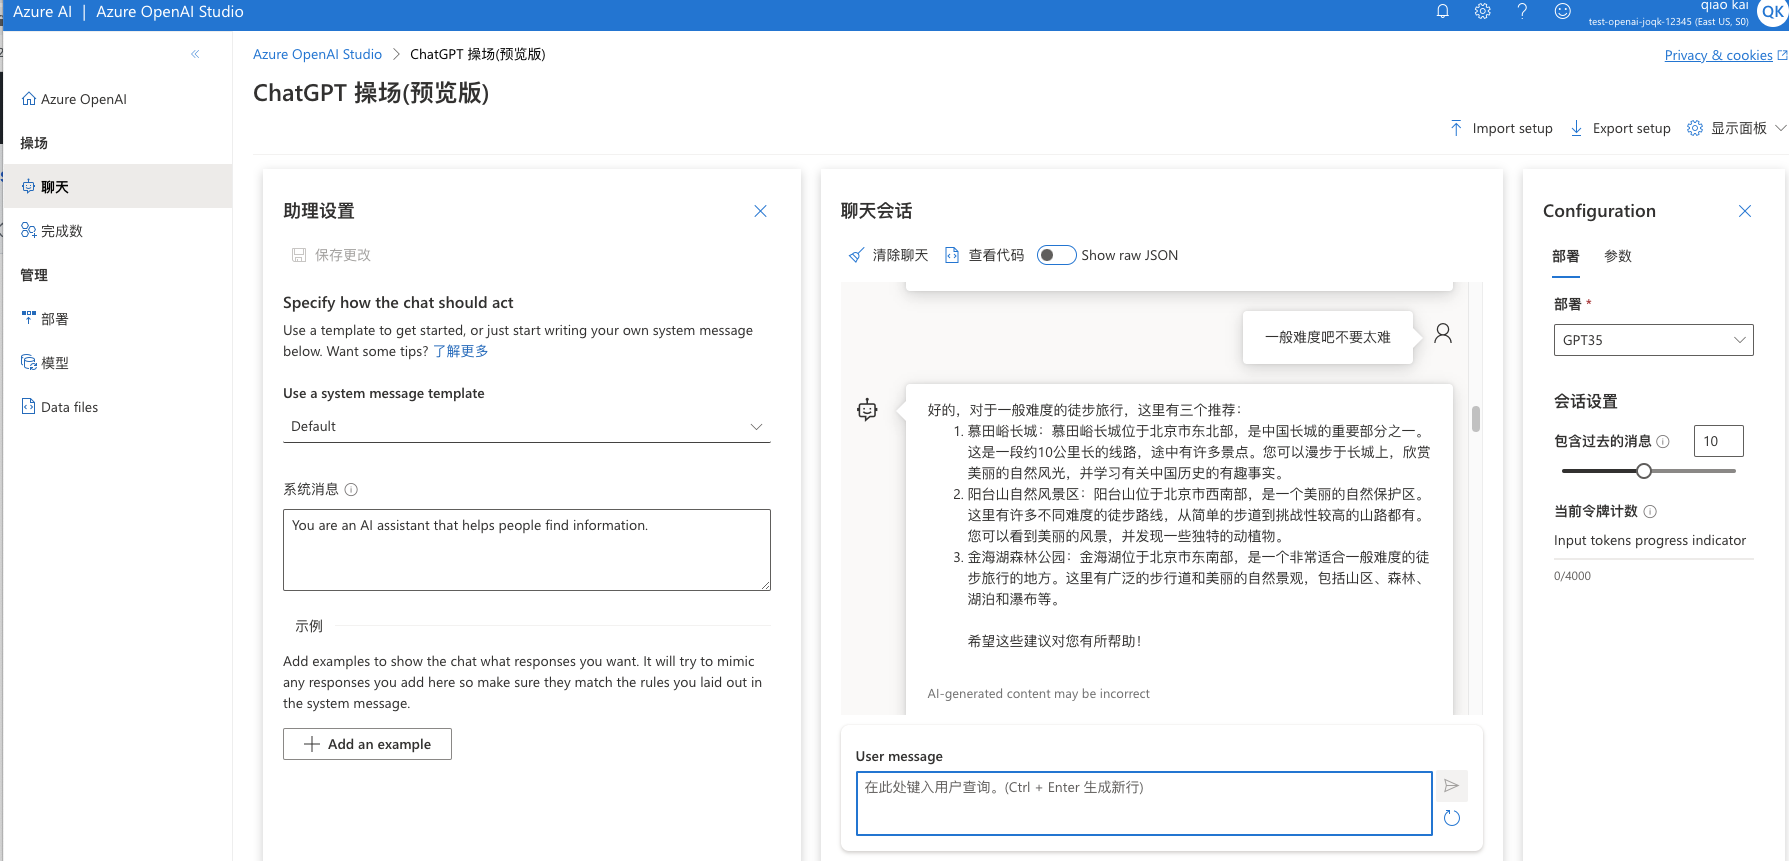 Azure AI | Azure OpenAI Studio
qiao kai
test-openai-joqk-12345 (East US, S0)
QK
Azure OpenAI Studio > ChatGPT 操场(预览版)
Privacy & cookies
ChatGPT 操场(预览版)
Import setup
Export setup
显示面板
Azure OpenAI
操场
聊天
完成数
管理
部署
模型
Data files
助理设置
保存更改
Specify how the chat should act
Use a template to get started, or just start writing your own system message
below. Want some tips? 了解更多
Use a system message template
Default
系统消息
You are an AI assistant that helps people find information.
示例
Add examples to show the chat what responses you want. It will try to mimic
any responses you add here so make sure they match the rules you laid out in
the system message.
Add an example
聊天会话
清除聊天
查看代码
Show raw JSON
一般难度吧不要太难
好的，对于一般难度的徒步旅行，这里有三个推荐：
1. 慕田峪长城：慕田峪长城位于北京市东北部，是中国长城的重要部分之一。
这是一段约10公里长的线路，途中有许多景点。您可以漫步于长城上，欣赏
美丽的自然风光，并学习有关中国历史的有趣事实。
2. 阳台山自然风景区：阳台山位于北京市西南部，是一个美丽的自然保护区。
这里有许多不同难度的徒步路线，从简单的步道到挑战性较高的山路都有。
您可以看到美丽的风景，并发现一些独特的动植物。
3. 金海湖森林公园：金海湖位于北京市东南部，是一个非常适合一般难度的徒
步旅行的地方。这里有广泛的步行道和美丽的自然景观，包括山区、森林、
湖泊和瀑布等。
希望这些建议对您有所帮助！
AI-generated content may be incorrect
User message
在此处键入用户查询。(Ctrl + Enter 生成新行)
Configuration
部署
参数
部署 *
GPT35
会话设置
包含过去的消息
10
当前令牌计数
Input tokens progress indicator
0/4000